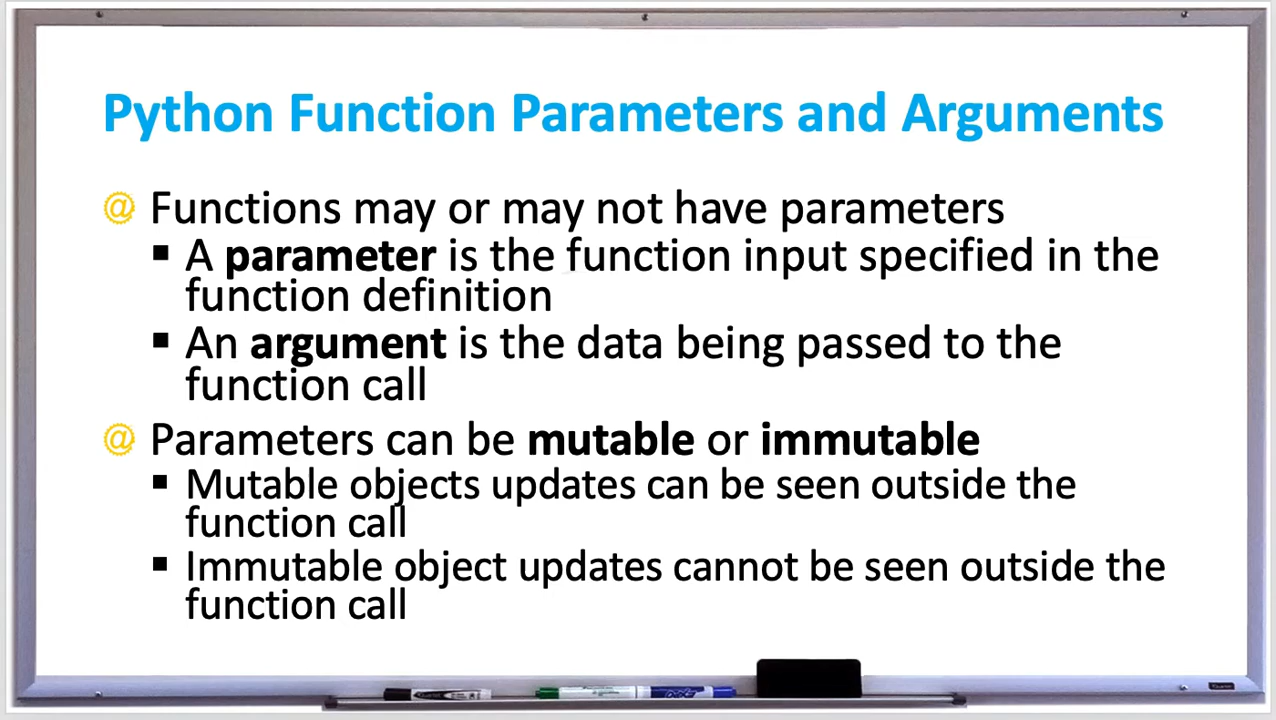 Python Function Parameters and Arguments
@ Functions may or may not have parameters
▪ A parameter is the function input specified in the
function definition
▪ An argument is the data being passed to the
function call
@ Parameters can be mutable or immutable
▪ Mutable objects updates can be seen outside the
function call
▪ Immutable object updates cannot be seen outside the
function call